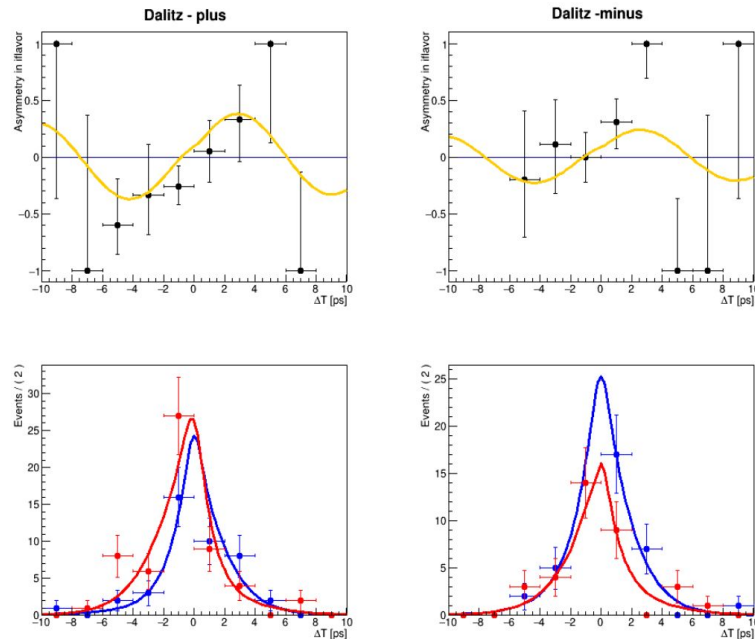 Dalitz - plus
Asymmetry in iflavor
1
0.5
0
−0.5
−1
−10 −8 −6 −4 −2 0 2 4 6 8 10
ΔT [ps]
Dalitz -minus
Asymmetry in iflavor
1
0.5
0
−0.5
−1
−10 −8 −6 −4 −2 0 2 4 6 8 10
ΔT [ps]
Events / ( 2 )
30
25
20
15
10
5
0
−10 −8 −6 −4 −2 0 2 4 6 8 10
ΔT [ps]
Events / ( 2 )
25
20
15
10
5
0
−10 −8 −6 −4 −2 0 2 4 6 8 10
ΔT [ps]